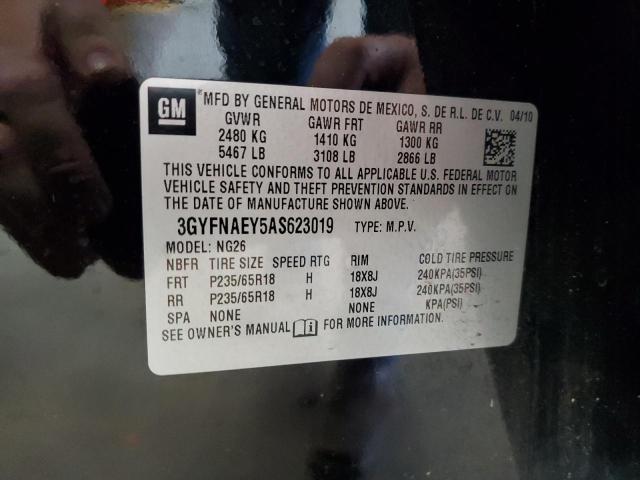 GM
*MFD BY GENERAL MOTORS DE MEXICO, S. DE R.L. DE C.V. 04/10
GVWR GAWR FRT GAWR RR
2480 KG 1410 KG 1300 KG
5467 LB 3108 LB 2866 LB
THIS VEHICLE CONFORMS TO ALL APPLICABLE U.S. FEDERAL MOTOR
VEHICLE SAFETY AND THEFT PREVENTION STANDARDS IN EFFECT ON
THE DATE OF MANUFACTURE SHOWN ABOVE.
3GYFNAEY5AS623019 TYPE: M.P.V.
MODEL: NG26
NBFR TIRE SIZE SPEED RTG RIM COLD TIRE PRESSURE
FRT P235/65R18 H 18X8J 240KPA(35PSI)
RR P235/65R18 H 18X8J 240KPA(35PSI)
SPA NONE NONE KPA(PSI)
SEE OWNER'S MANUAL i FOR MORE INFORMATION.